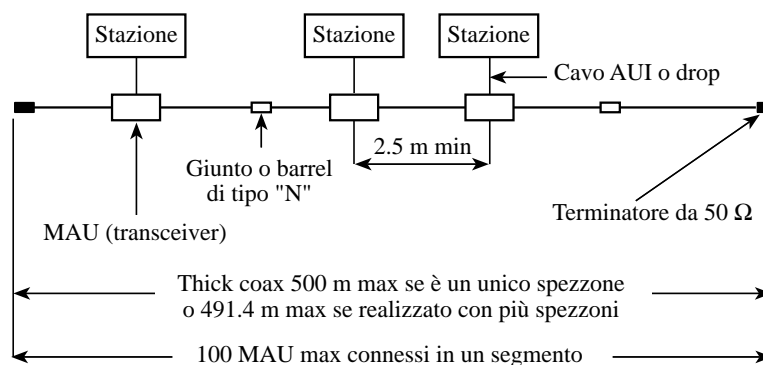 Stazione
Stazione
Stazione
Cavo AUI o drop
2.5 m min
Giunto o barrel
di tipo "N"
MAU (transceiver)
Terminatore da 50 Ω
Thick coax 500 m max se è un unico spezzone
o 491.4 m max se realizzato con più spezzoni
100 MAU max connessi in un segmento